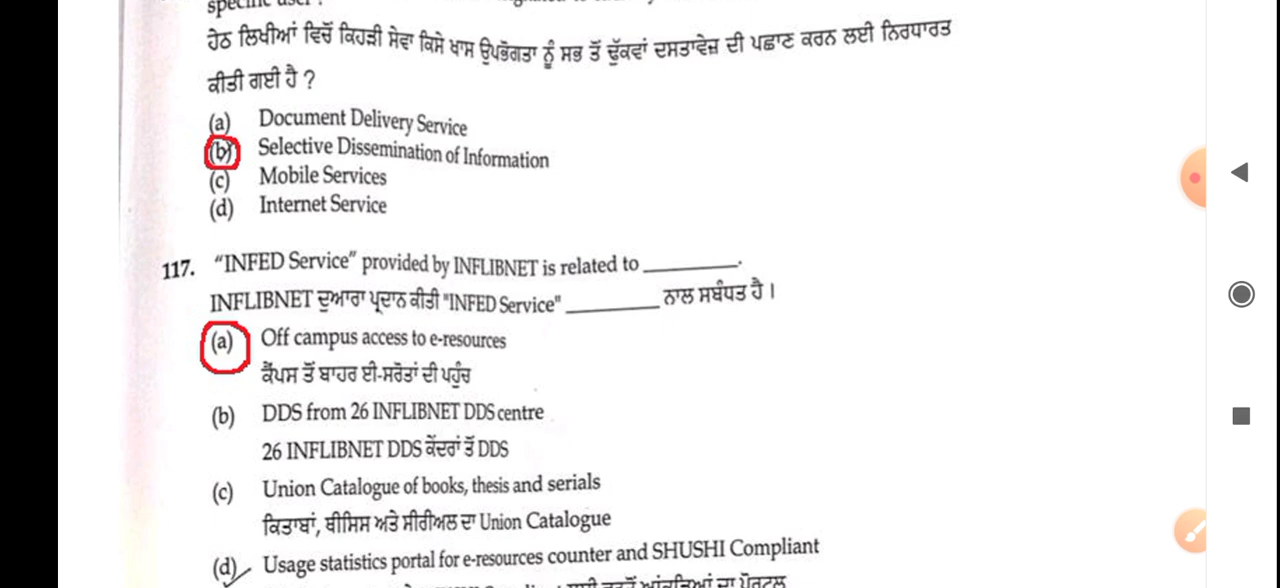 specific user?
ਹੇਠ ਲਿਖੀਆਂ ਵਿਚੋਂ ਕਿਹੜੀ ਸੇਵਾ ਕਿਸੇ ਖਾਸ ਉਪਭੋਗਤਾ ਨੂੰ ਸਭ ਤੋਂ ਢੁੱਕਵਾਂ ਦਸਤਾਵੇਜ਼ ਦੀ ਪਛਾਣ ਕਰਨ ਲਈ ਨਿਰਧਾਰਤ
ਕੀਤੀ ਗਈ ਹੈ ?
(a) Document Delivery Service
(b) Selective Dissemination of Information
(c) Mobile Services
(d) Internet Service
117. "INFED Service" provided by INFLIBNET is related to ________.
INFLIBNET ਦੁਆਰਾ ਪ੍ਰਦਾਨ ਕੀਤੀ "INFED Service" ________ ਨਾਲ ਸਬੰਧਤ ਹੈ।
(a) Off campus access to e-resources
ਕੈਂਪਸ ਤੋਂ ਬਾਹਰ ਈ-ਸਰੋਤਾਂ ਦੀ ਪਹੁੰਚ
(b) DDS from 26 INFLIBNET DDS centre
26 INFLIBNET DDS ਕੇਂਦਰਾਂ ਤੋਂ DDS
(c) Union Catalogue of books, thesis and serials
ਕਿਤਾਬਾਂ, ਥੀਸਿਸ ਅਤੇ ਸੀਰੀਅਲ ਦਾ Union Catalogue
(d) Usage statistics portal for e-resources counter and SHUSHI Compliant